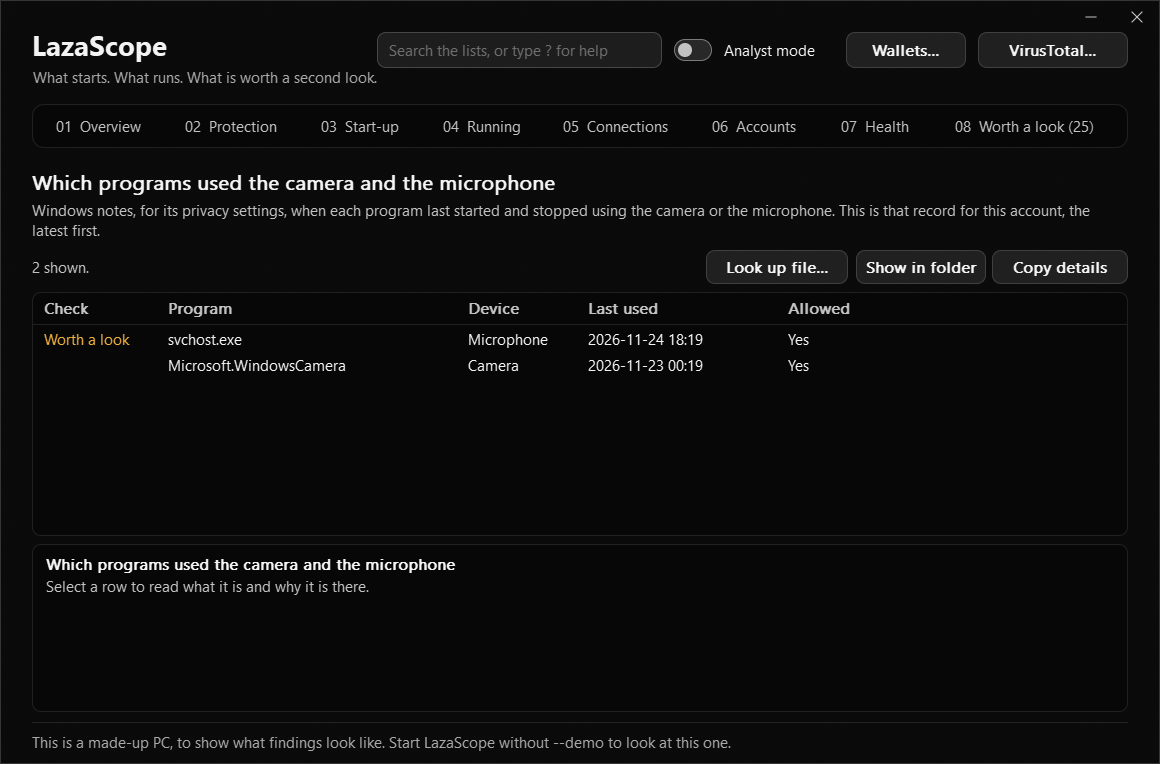 LazaScope
What starts. What runs. What is worth a second look.
Search the lists, or type ? for help
Analyst mode
Wallets...
VirusTotal...
01 Overview
02 Protection
03 Start-up
04 Running
05 Connections
06 Accounts
07 Health
08 Worth a look (25)
Which programs used the camera and the microphone
Windows notes, for its privacy settings, when each program last started and stopped using the camera or the microphone. This is that record for this account, the
latest first.
2 shown.
Look up file...
Show in folder
Copy details
Check Program Device Last used Allowed
Worth a look svchost.exe Microphone 2026-11-24 18:19 Yes
Microsoft.WindowsCamera Camera 2026-11-23 00:19 Yes
Which programs used the camera and the microphone
Select a row to read what it is and why it is there.
This is a made-up PC, to show what findings look like. Start LazaScope without --demo to look at this one.